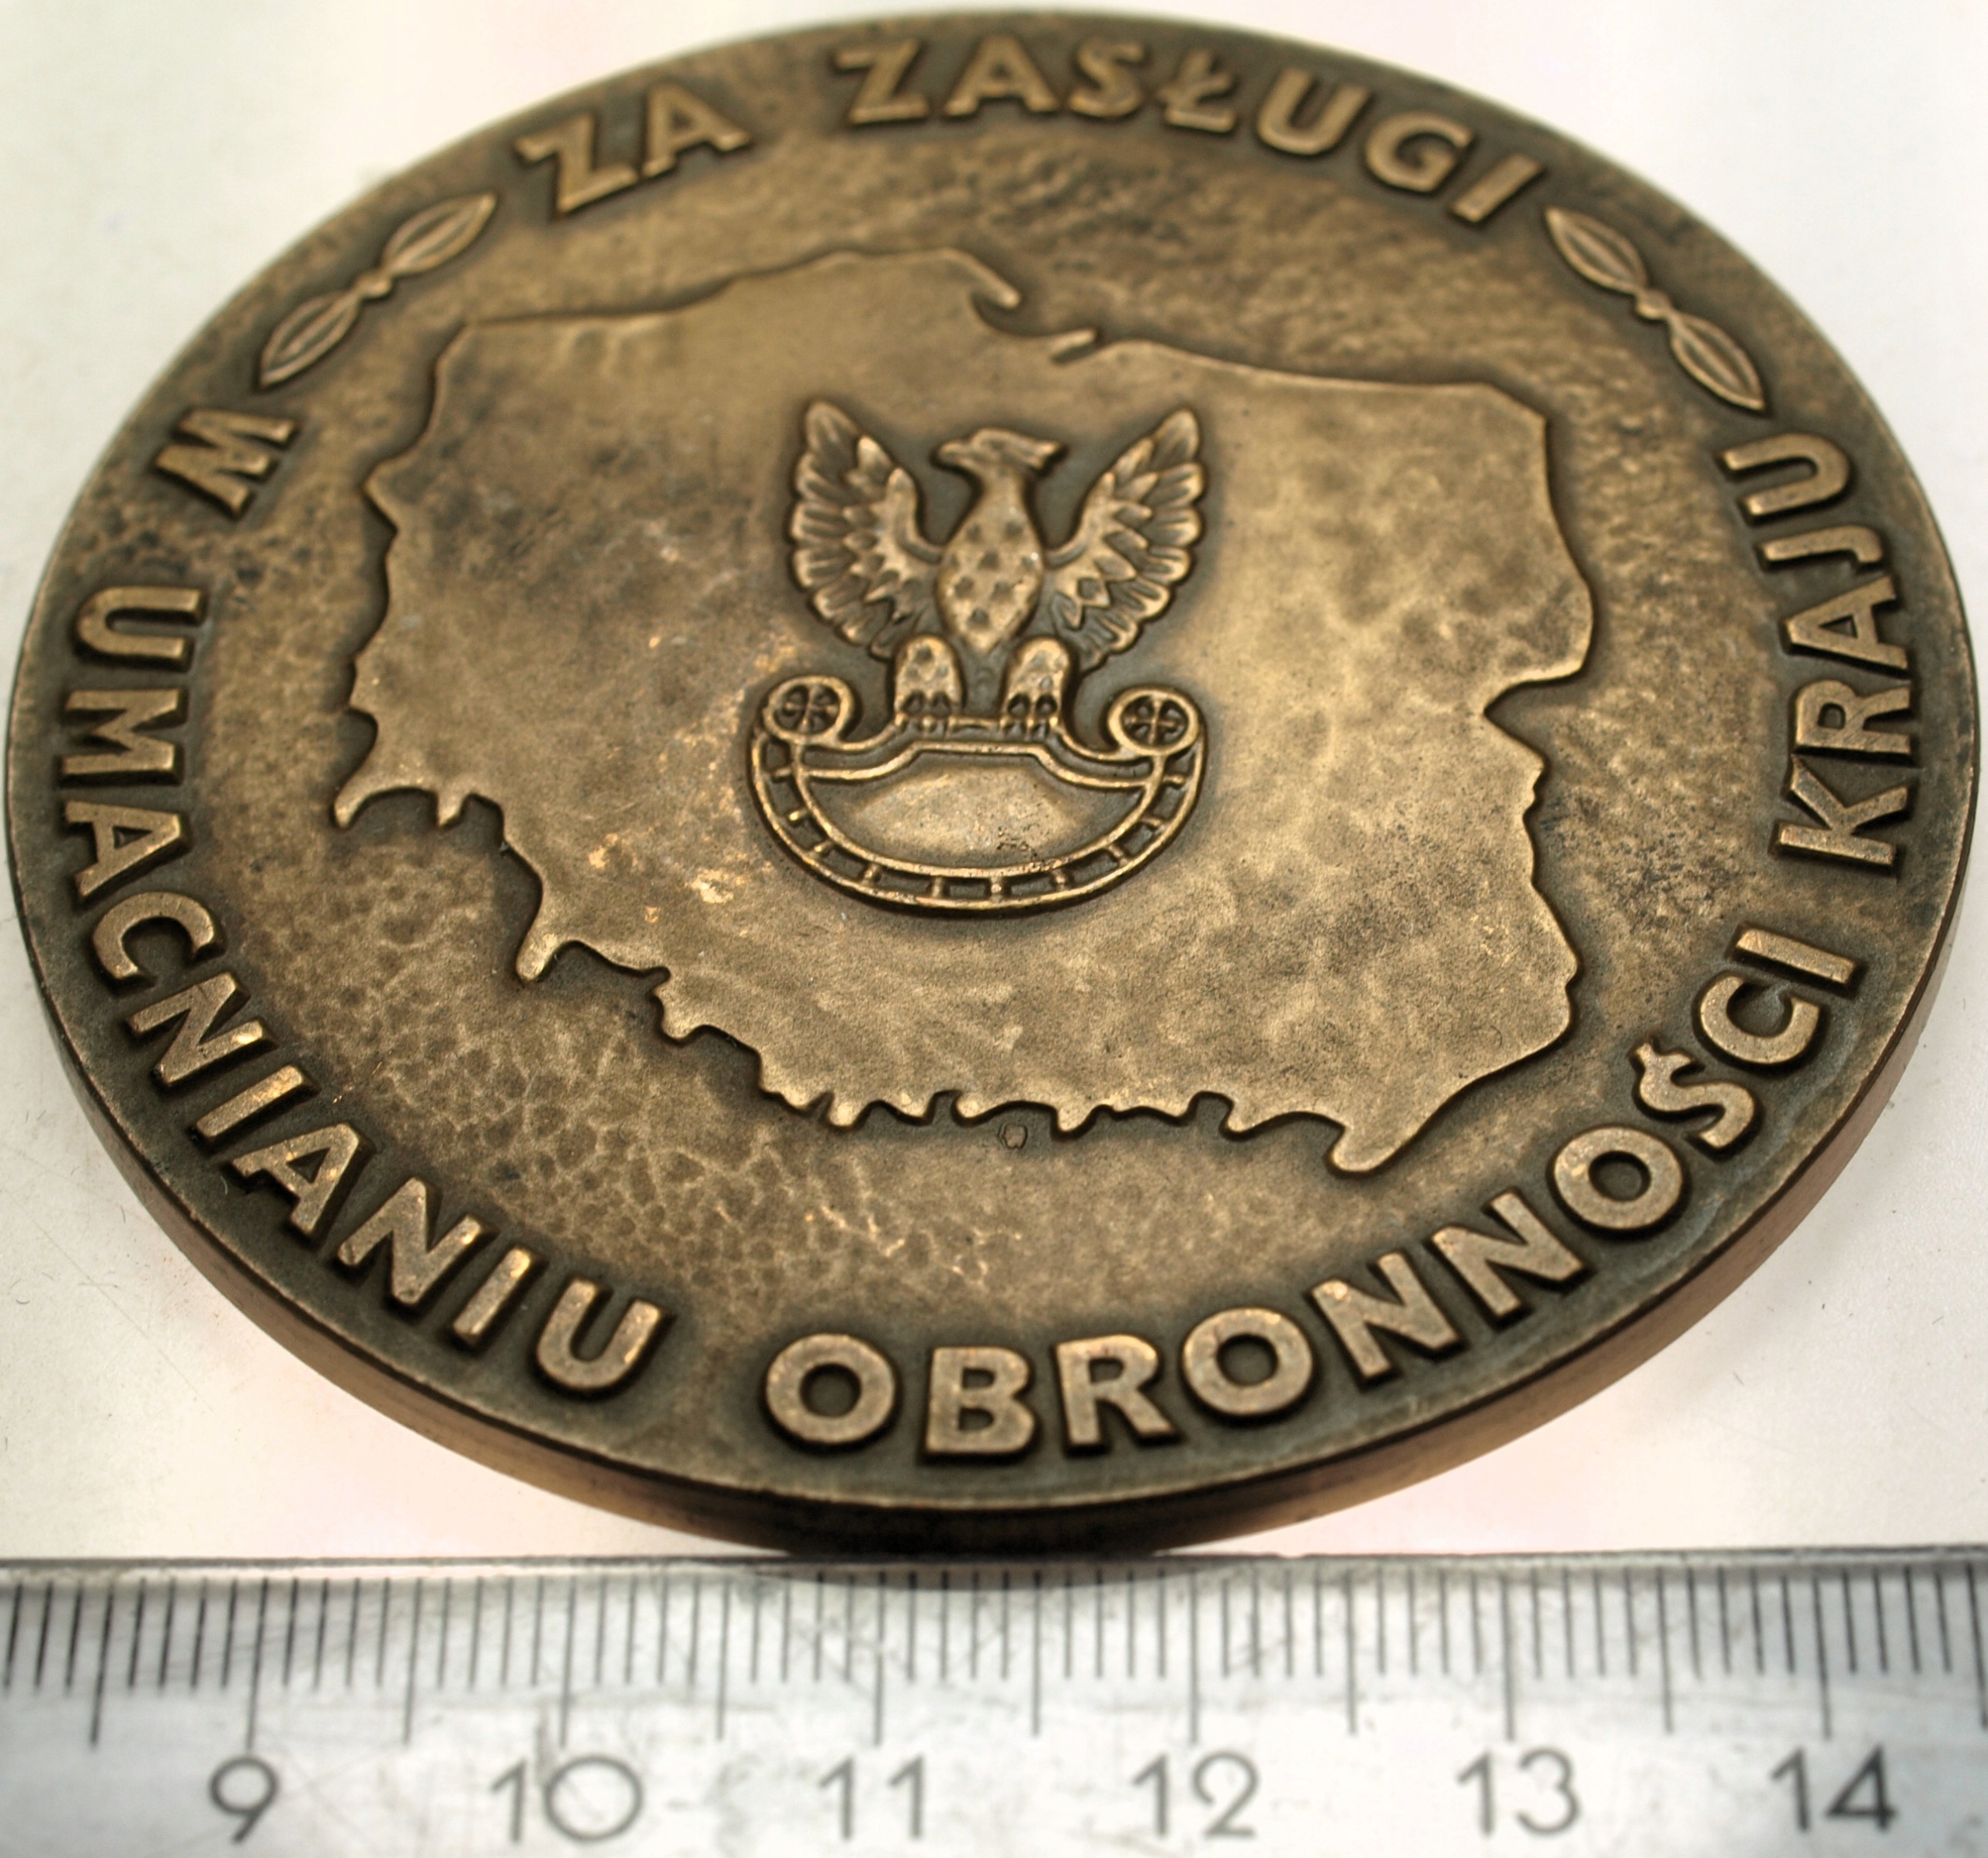 ZA ZASŁUGI
W UMACNIANIU OBRONNOŚCI KRAJU
9 10 11 12 13 14